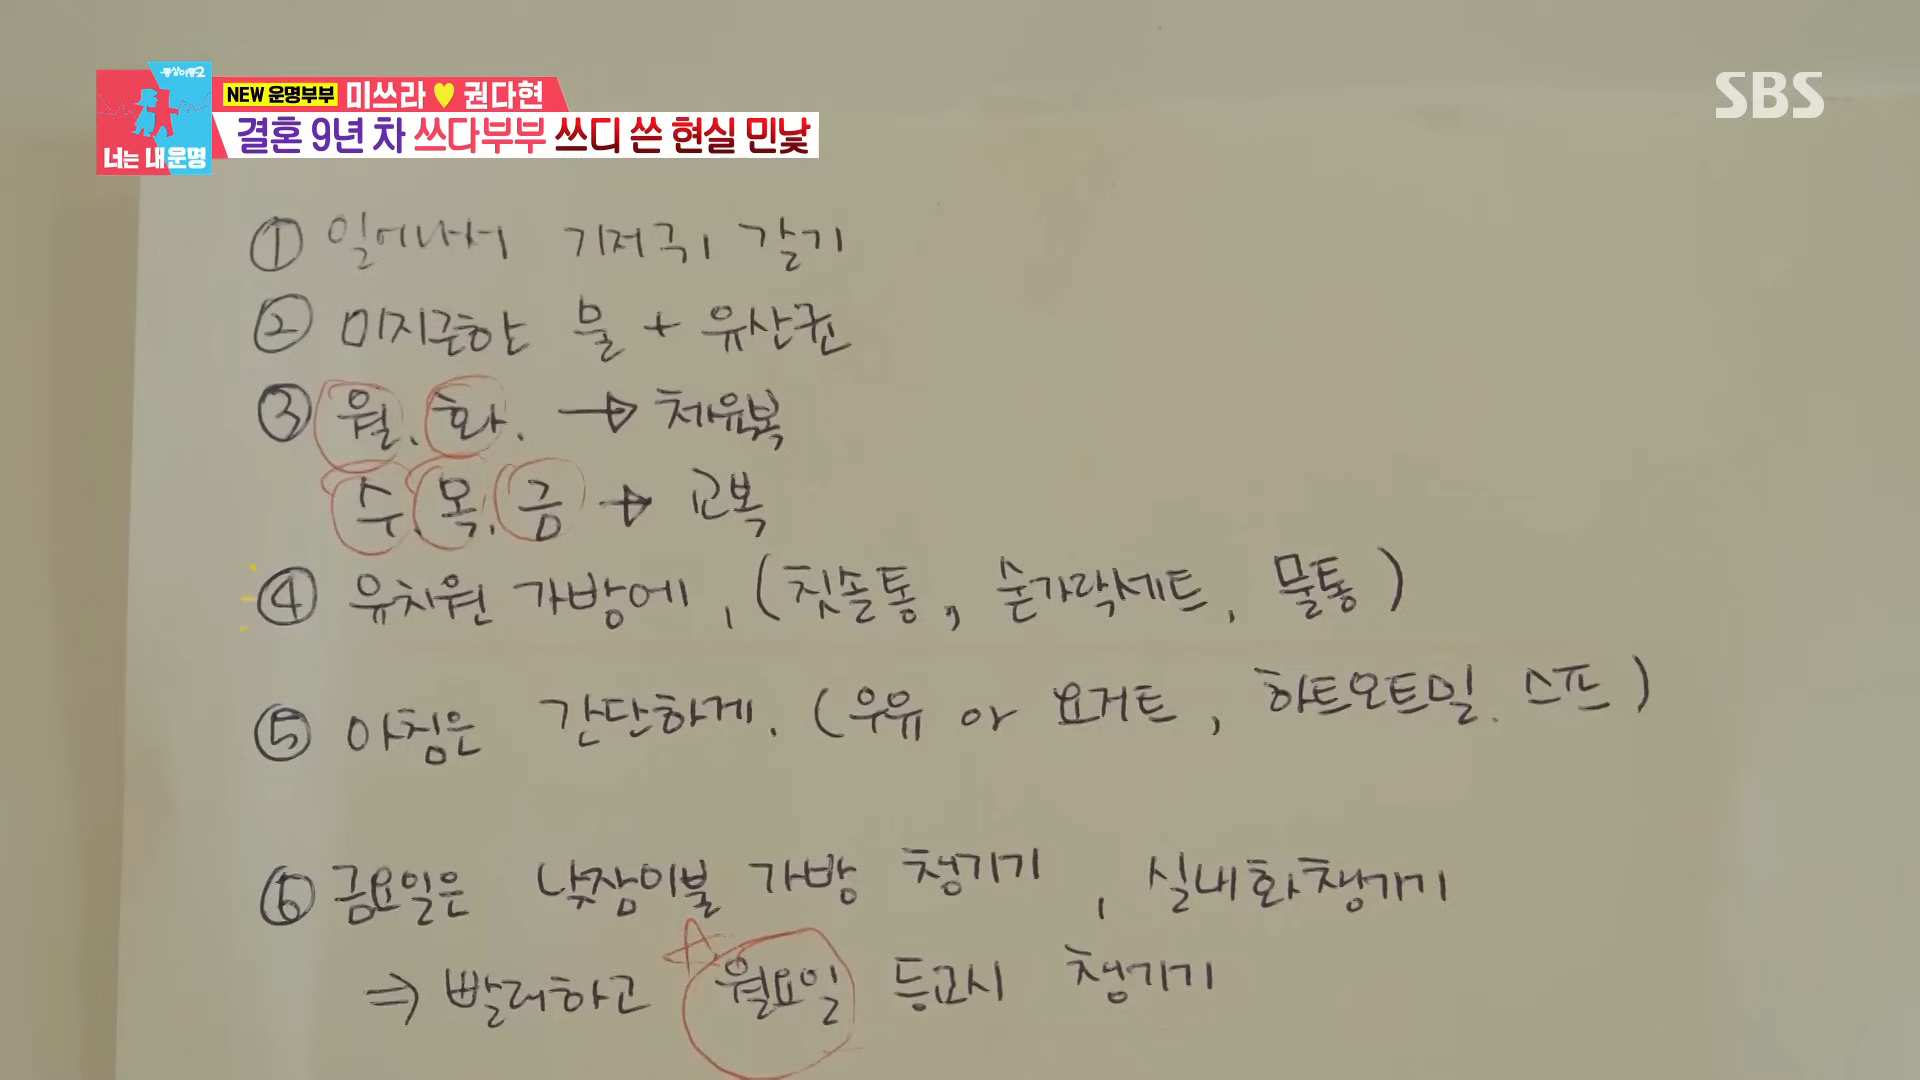 동상이몽2
너는 내 운명
NEW 운명부부 미쓰라 ♥ 권다현
결혼 9년 차 쓰다부부 쓰디 쓴 현실 민낯
SBS
① 일어나서 기저귀 갈기
② 미지근한 물 + 유산균
③ 월, 화. → 체육복
수, 목, 금 → 교복
④ 유치원 가방에, (칫솔통, 숟가락세트, 물통)
⑤ 아침은 간단하게. (우유 or 요거트, 하트오트밀. 스프)
⑥ 금요일은 낮잠이불 가방 챙기기, 실내화챙기기
⇒ 빨래하고 ☆월요일 등교시 챙기기